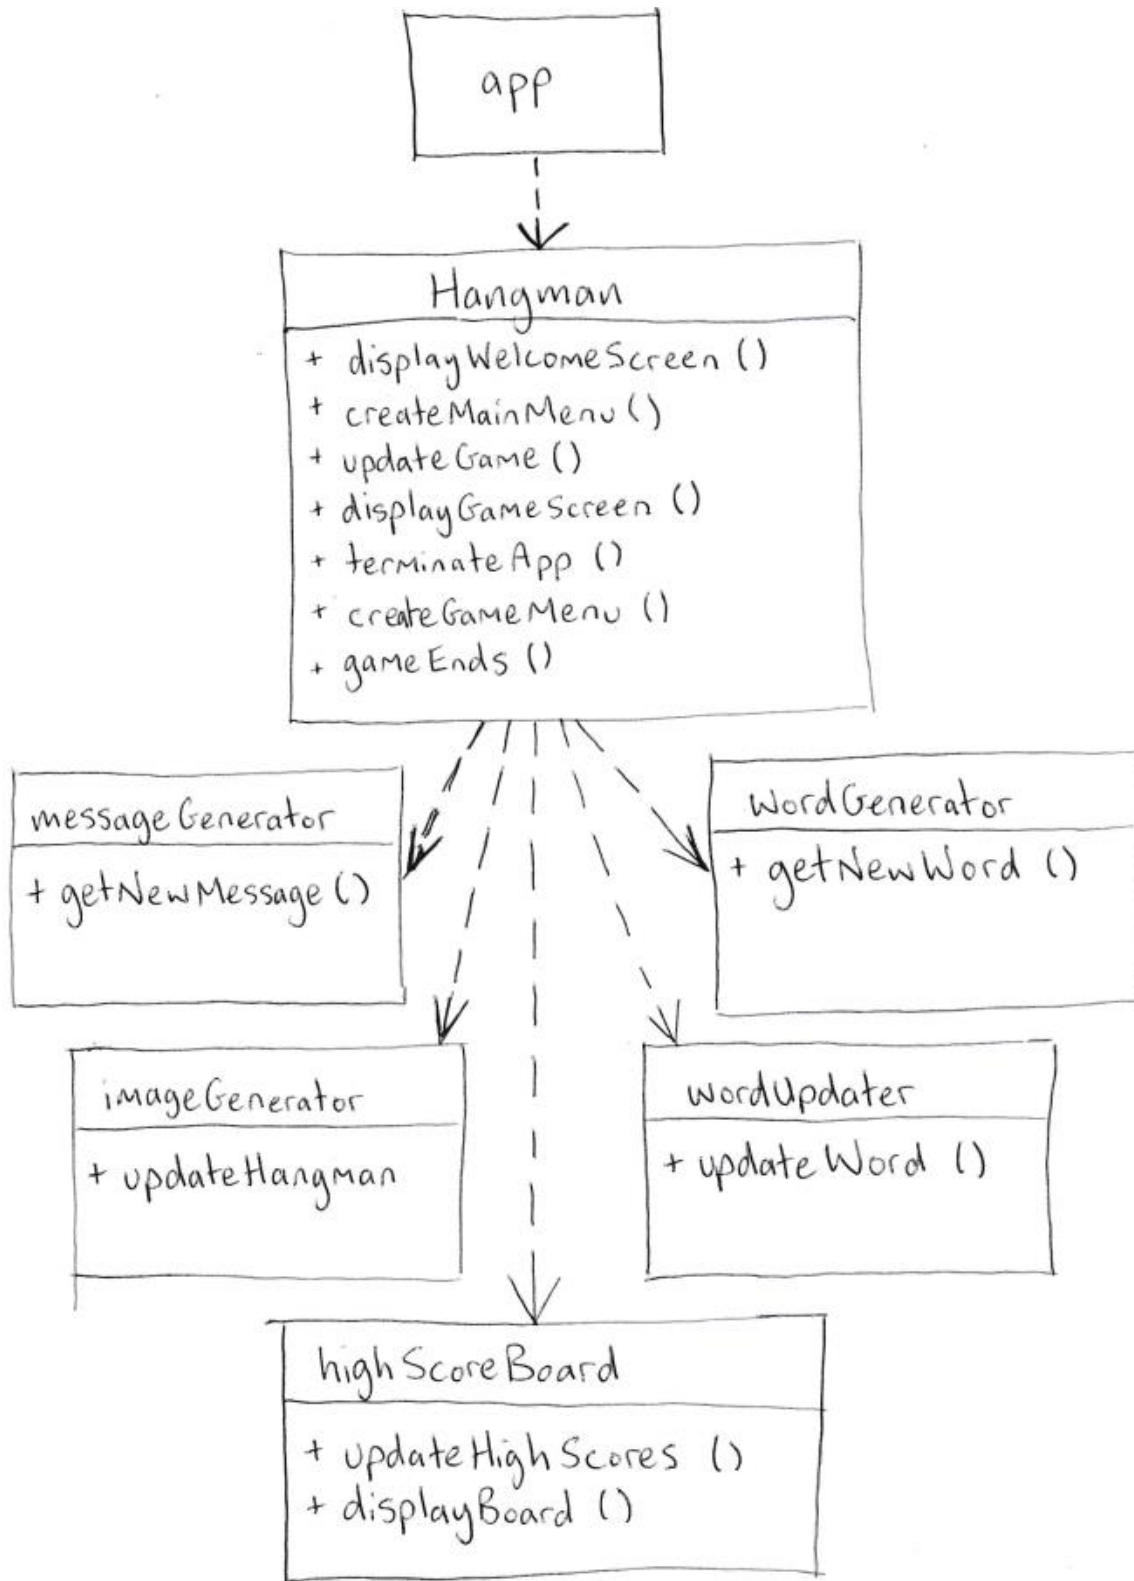 app
Hangman
+ displayWelcomeScreen ()
+ createMainMenu ()
+ updateGame ()
+ displayGameScreen ()
+ terminateApp ()
+ createGameMenu ()
+ gameEnds ()
messageGenerator
+ getNewMessage ()
wordGenerator
+ getNewWord ()
imageGenerator
+ updateHangman
wordUpdater
+ updateWord ()
highScoreBoard
+ updateHighScores ()
+ displayBoard ()